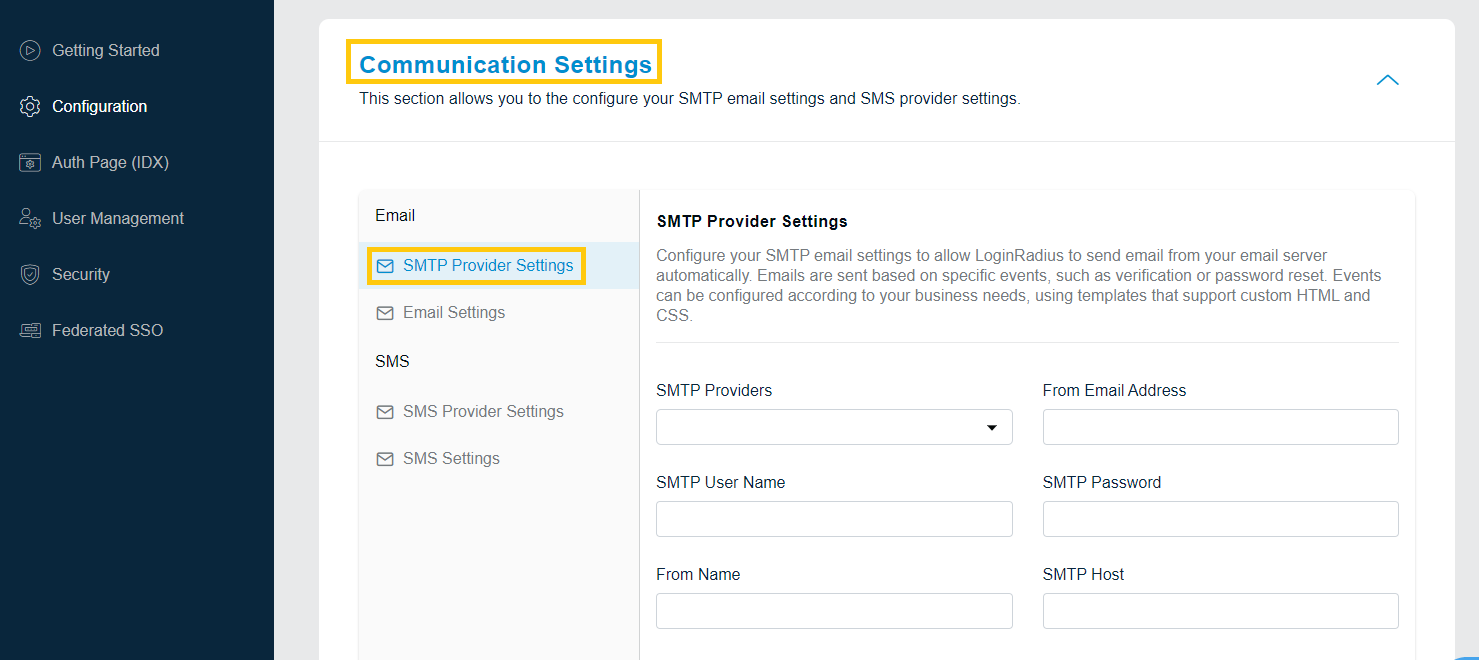 Getting Started
Configuration
Auth Page (IDX)
User Management
Security
Federated SSO
Communication Settings
This section allows you to the configure your SMTP email settings and SMS provider settings.
Email
SMTP Provider Settings
Email Settings
SMS
SMS Provider Settings
SMS Settings
SMTP Provider Settings
Configure your SMTP email settings to allow LoginRadius to send email from your email server
automatically. Emails are sent based on specific events, such as verification or password reset. Events
can be configured according to your business needs, using templates that support custom HTML and
CSS.
SMTP Providers
From Email Address
SMTP User Name
SMTP Password
From Name
SMTP Host